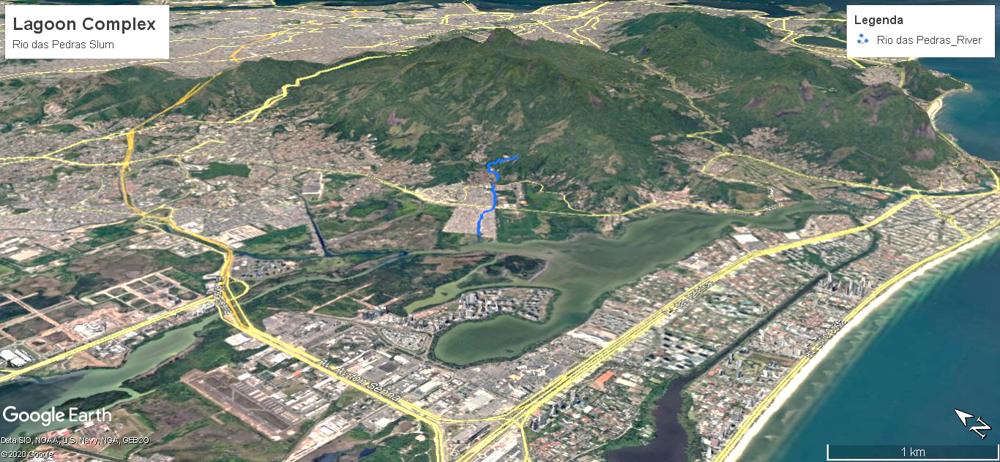 Lagoon Complex
Rio das Pedras Slum
Legenda
Rio das Pedras_River
Av. Ayrton Senna
Google Earth
Data SIO, NOAA, U.S. Navy, NGA, GEBCO
©2020 Google
N
1 km